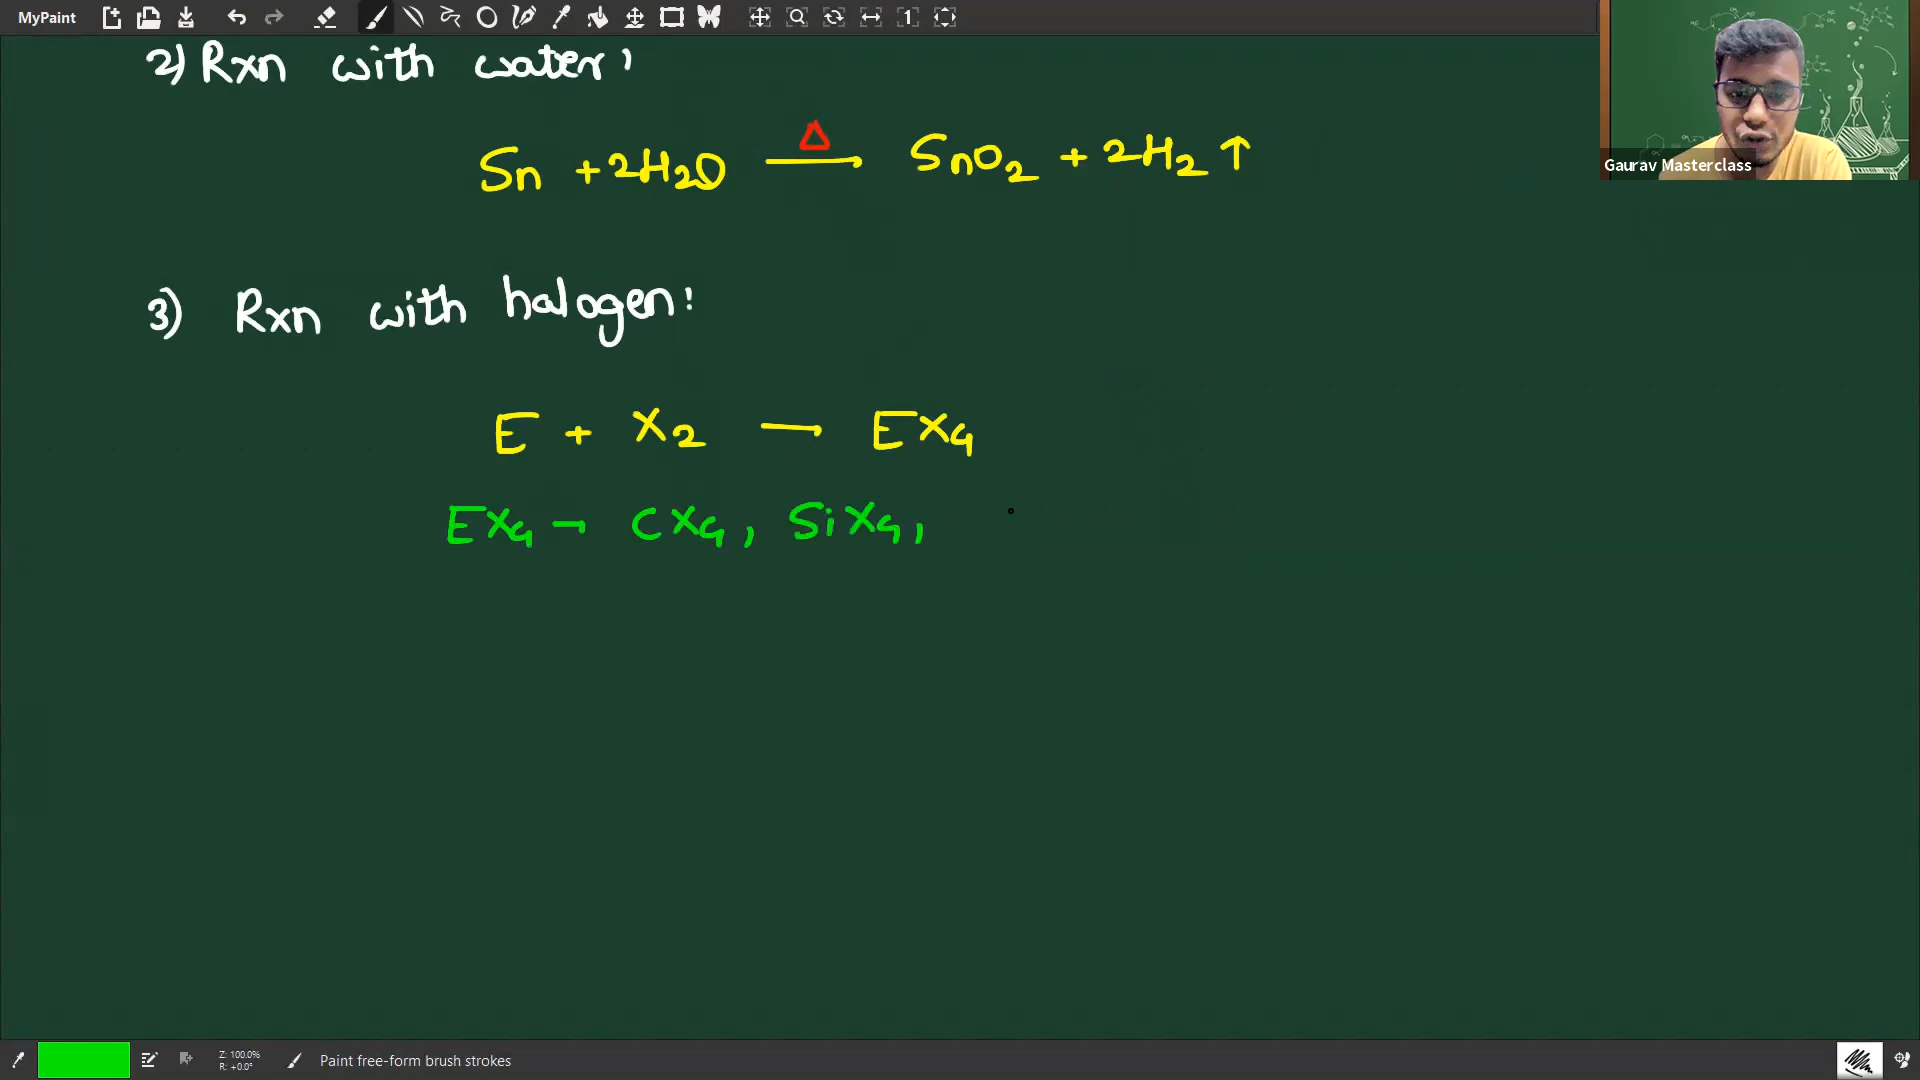 MyPaint
2) Rxn with water:
Sn + 2H2O —Δ→ SnO2 + 2H2 ↑
Gaurav Masterclass
3) Rxn with halogen:
E + X2 → EX4
EX4 → CX4, SiX4,
Z: 100.0%
R: +0.0°
Paint free-form brush strokes